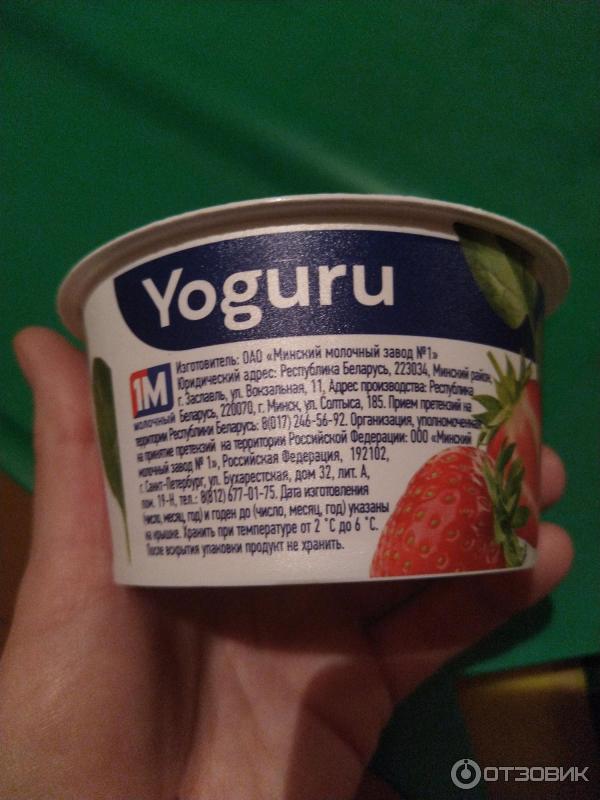 Yoguru
Изготовитель: ОАО «Минский молочный завод №1»
1М
молочный
Юридический адрес: Республика Беларусь, 223034, Минский район,
г. Заславль, ул. Вокзальная, 11, Адрес производства: Республика
Беларусь, 220070, г. Минск, ул. Солтыса, 185. Прием претензий на
территории Республики Беларусь: 8(017) 246-56-92. Организация, уполномоченная
на принятие претензий на территории Российской Федерации: ООО «Минский
молочный завод № 1», Российская Федерация, 192102,
г. Санкт-Петербург, ул. Бухарестская, дом 32, лит. А,
пом. 19-Н, тел.: 8(812) 677-01-75. Дата изготовления
(число, месяц, год) и годен до (число, месяц, год) указаны
на крышке. Хранить при температуре от 2 °С до 6 °С.
После вскрытия упаковки продукт не хранить.
ОТЗОВИК